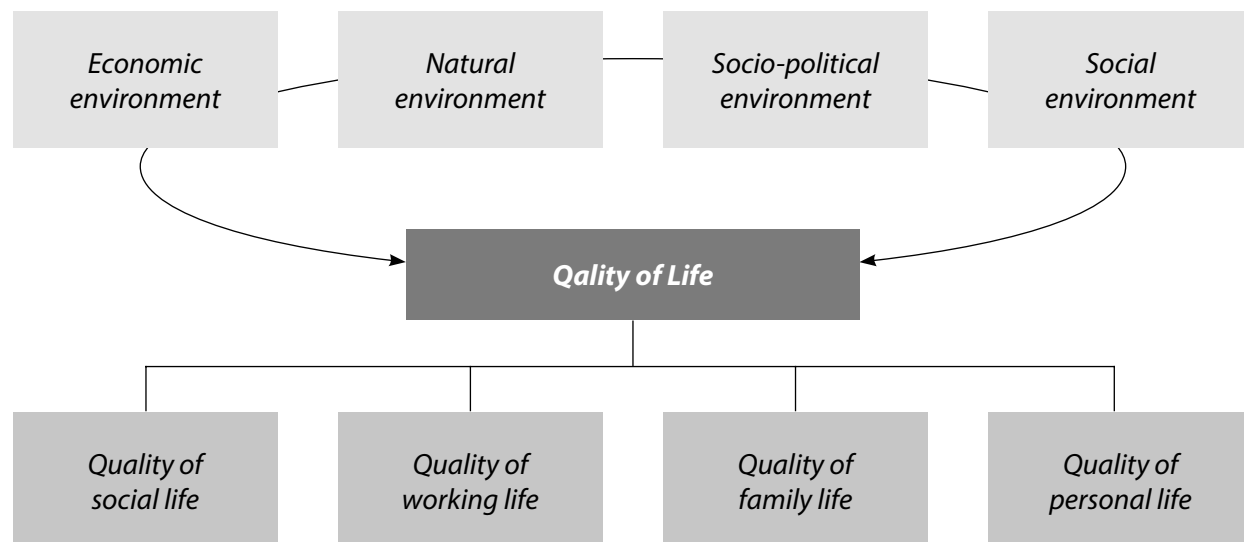 Economic
environment
Natural
environment
Socio-political
environment
Social
environment
Qality of Life
Quality of
social life
Quality of
working life
Quality of
family life
Quality of
personal life